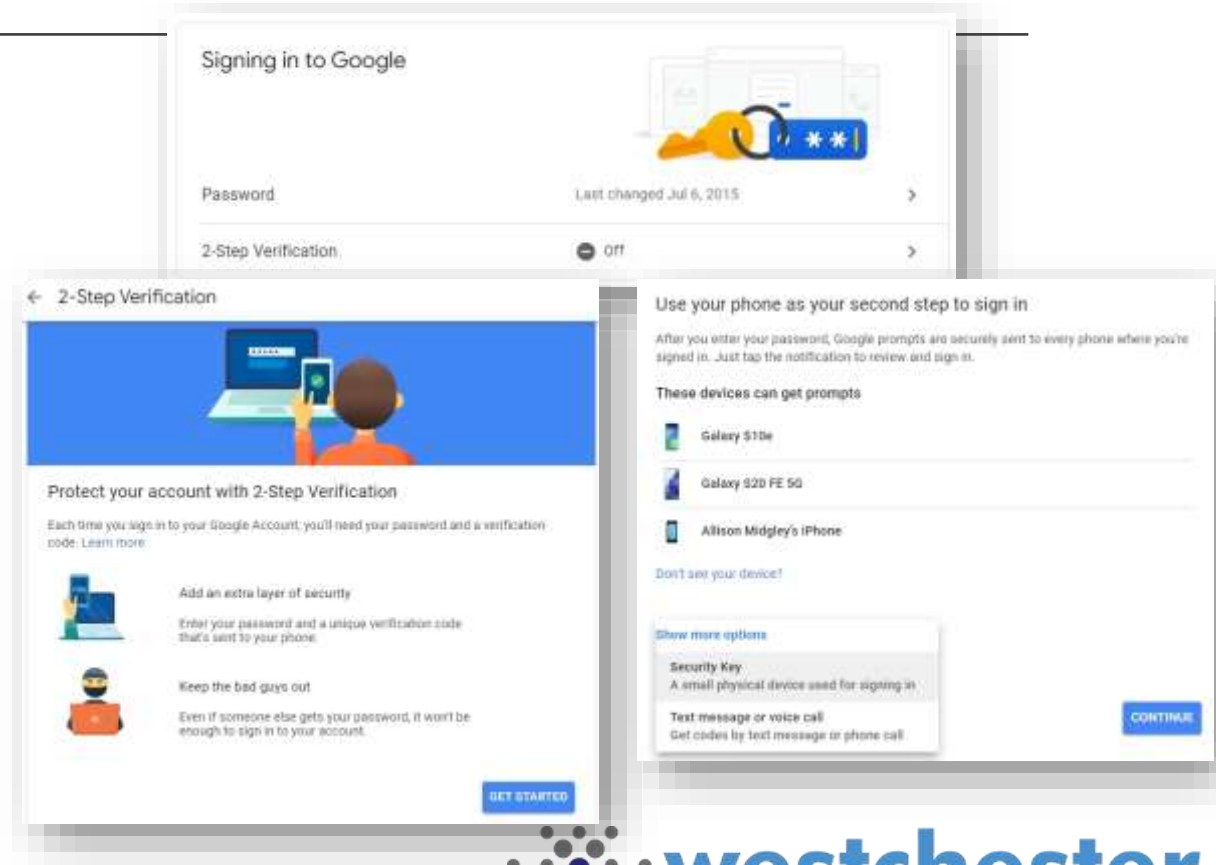 Signing in to Google
* *
Password
Last changed Jul 6, 2015
2-Step Verification
Off
2-Step Verification
Protect your account with 2-Step Verification
Each time you sign in to your Google Account, you'll need your password and a verification
code. Learn more
Add an extra layer of security
Enter your password and a unique verification code
that's sent to your phone.
Keep the bad guys out
Even if someone else gets your password, it won't be
enough to sign in to your account.
GET STARTED
Use your phone as your second step to sign in
After you enter your password, Google prompts are securely sent to every phone where you're
signed in. Just tap the notification to review and sign in.
These devices can get prompts
Galaxy S10e
Galaxy S20 FE 5G
Allison Midgley's iPhone
Don't see your device?
Show more options
Security Key
A small physical device used for signing in
Text message or voice call
Get codes by text message or phone call
CONTINUE
westchester